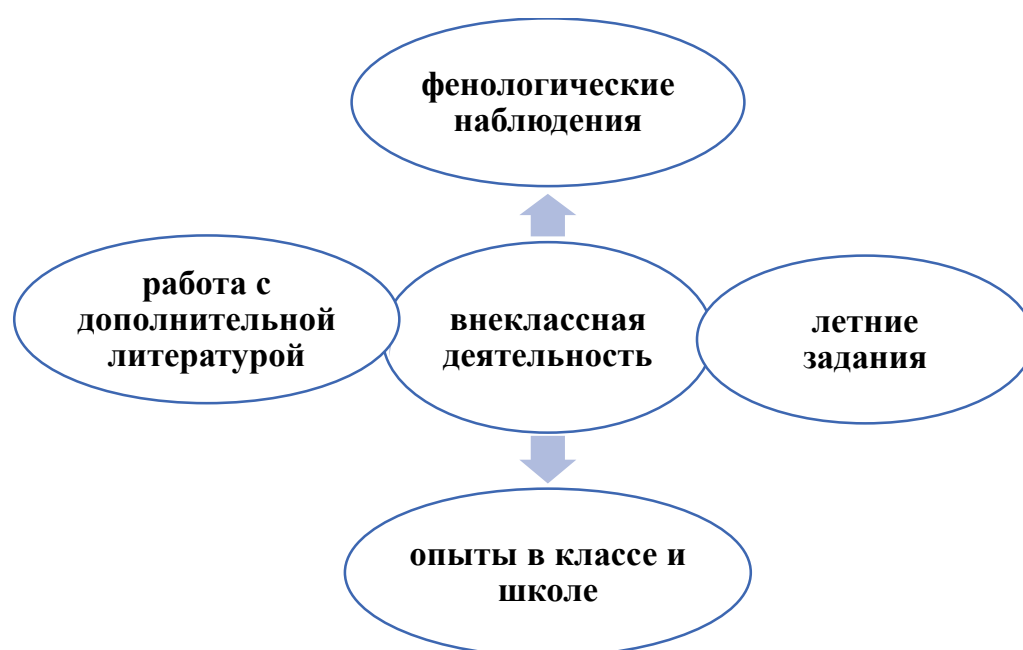 фенологические
наблюдения
работа с
дополнительной
литературой
внеклассная
деятельность
летние
задания
опыты в классе и
школе